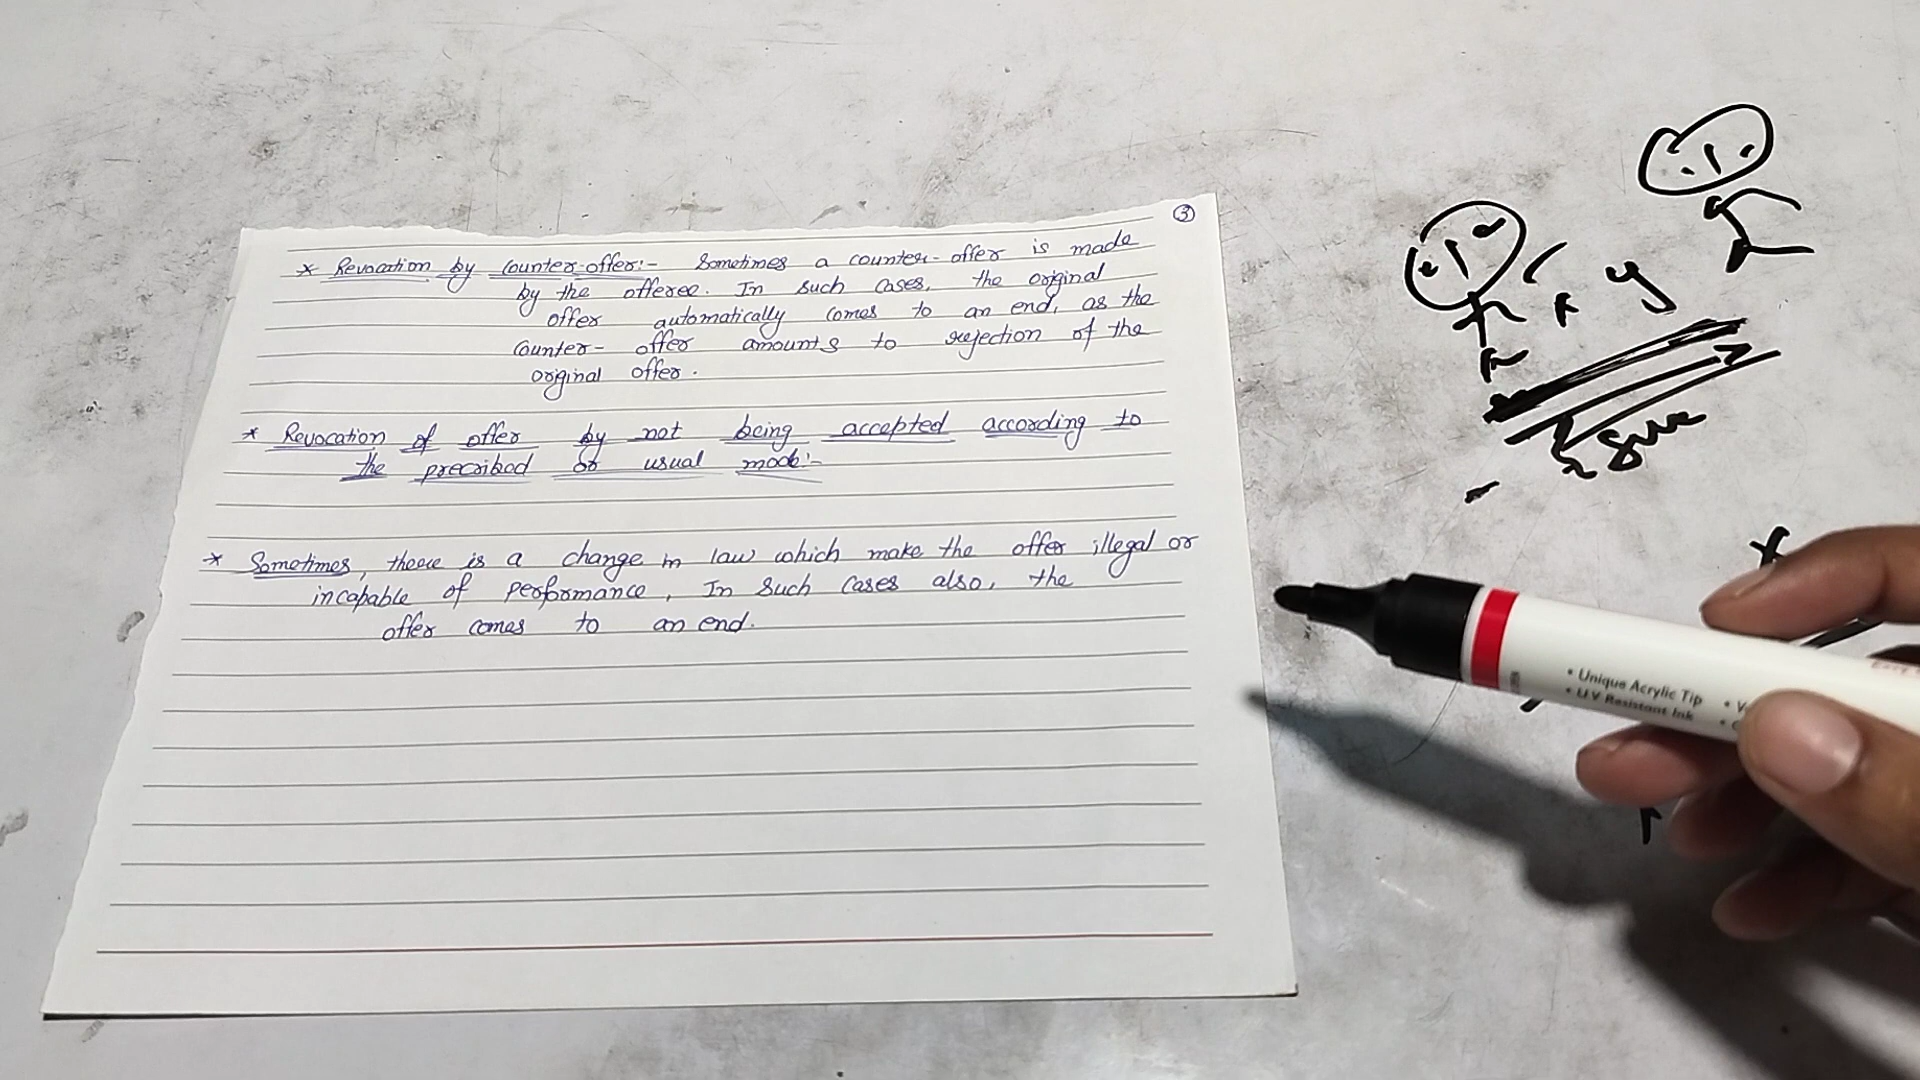 ③
* Revocation by Counter-offer:- Sometimes a counter-offer is made
by the offeree. In such cases, the original
offer automatically comes to an end, as the
Counter-offer amounts to rejection of the
original offer.
* Revocation of offer by not being accepted according to
the precribed or usual mode:-
* Sometimes, there is a change in law which make the offer illegal or
incapable of performance, In such cases also, the
offer comes to an end.
• Unique Acrylic Tip
• U.V Resistant Ink